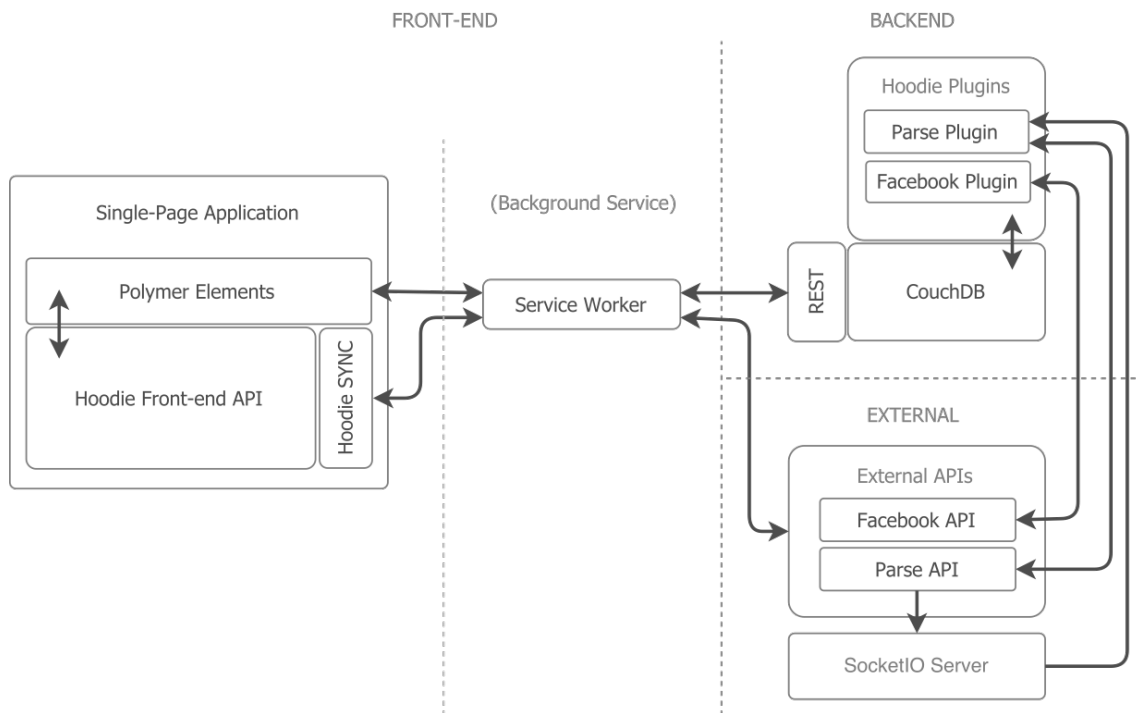 FRONT-END
BACKEND
Hoodie Plugins
Parse Plugin
Facebook Plugin
Single-Page Application
(Background Service)
Polymer Elements
Service Worker
REST
CouchDB
Hoodie Front-end API
Hoodie SYNC
EXTERNAL
External APIs
Facebook API
Parse API
SocketIO Server